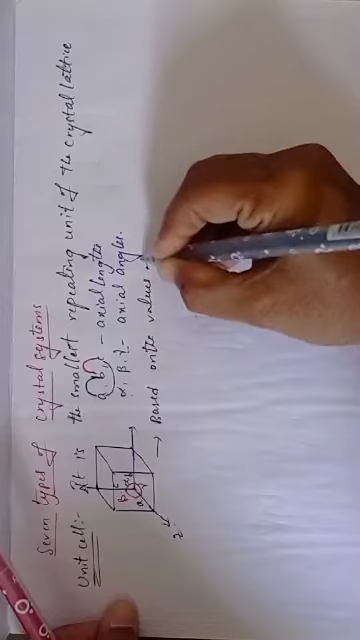 Seven types of crystal systems
Unit cell:- It is the smallest repeating unit of the crystal lattice
a, b, c - axial lengths
α, β, γ - axial angles.
→ Based on the values